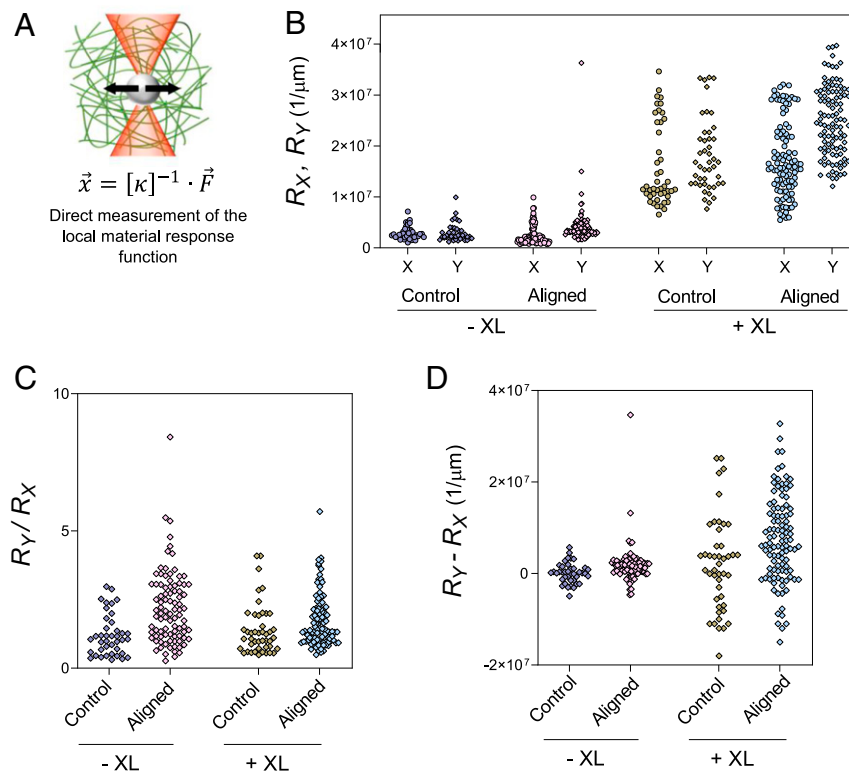 A
x⃗ = [κ]⁻¹ · F⃗
Direct measurement of the
local material response
function
B
R_X, R_Y (1/μm)
4×10⁷
3×10⁷
2×10⁷
1×10⁷
0
X Y X Y X Y X Y
Control Aligned Control Aligned
- XL + XL
C
R_Y / R_X
10
5
0
Control Aligned Control Aligned
- XL + XL
D
R_Y - R_X (1/μm)
4×10⁷
2×10⁷
0
-2×10⁷
Control Aligned Control Aligned
- XL + XL